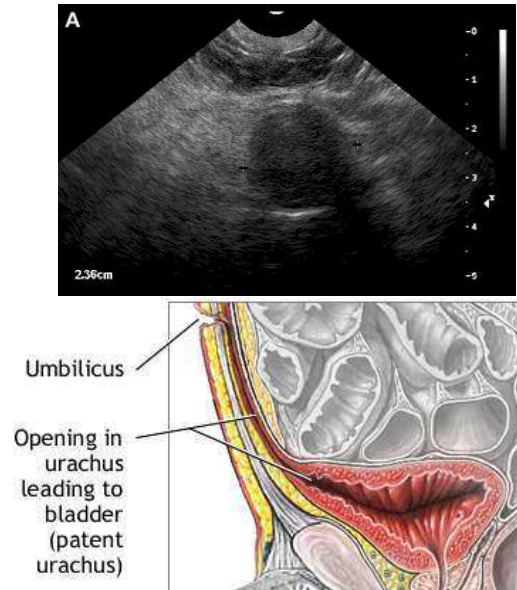 A
-0
-1
-2
-3
x
-4
-5
2.36cm
Umbilicus
Opening in
urachus
leading to
bladder
(patent
urachus)